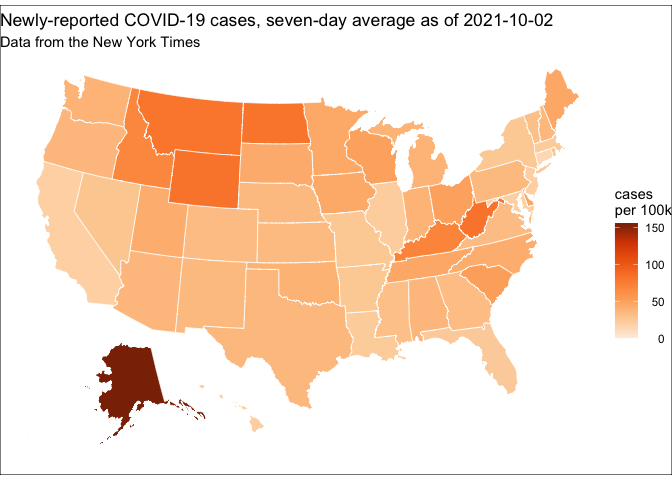 Newly-reported COVID-19 cases, seven-day average as of 2021-10-02
Data from the New York Times
cases
per 100k
150
100
50
0